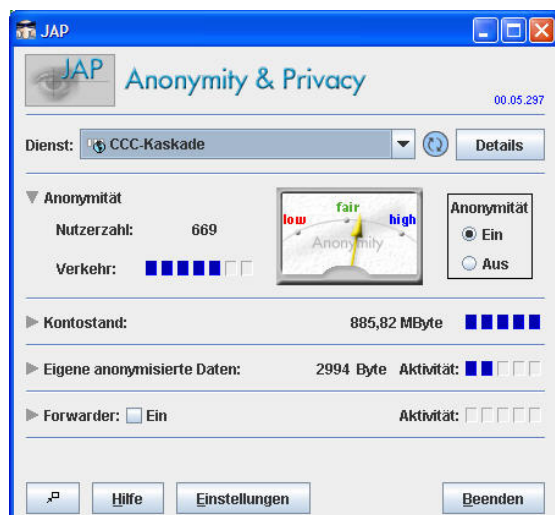 JAP
JAP Anonymity & Privacy
00.05.297
Dienst: CCC-Kaskade Details
Anonymität
Nutzerzahl: 669
Verkehr:
low fair high
Anonymity
Anonymität
Ein
Aus
Kontostand: 885,82 MByte
Eigene anonymisierte Daten: 2994 Byte Aktivität:
Forwarder: Ein Aktivität:
Hilfe Einstellungen Beenden